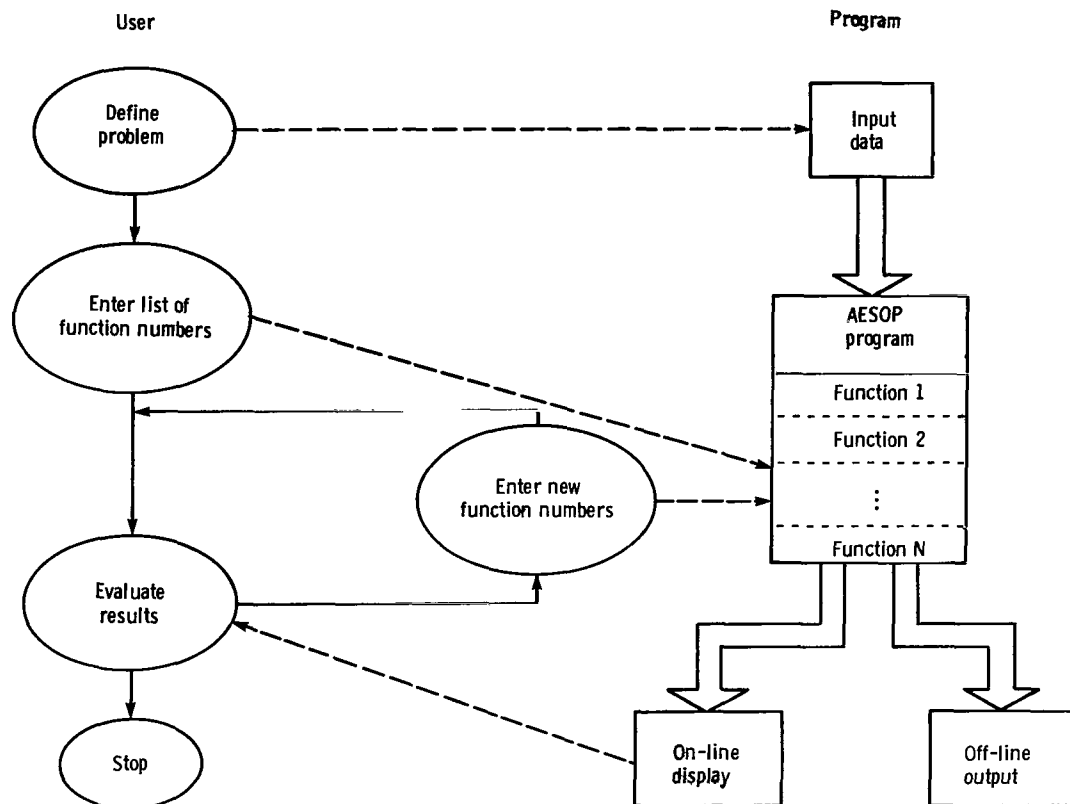 User
Program
Define
problem
Input
data
Enter list of
function numbers
AESOP
program
Function 1
Function 2
Enter new
function numbers
⋮
Function N
Evaluate
results
Stop
On-line
display
Off-line
output